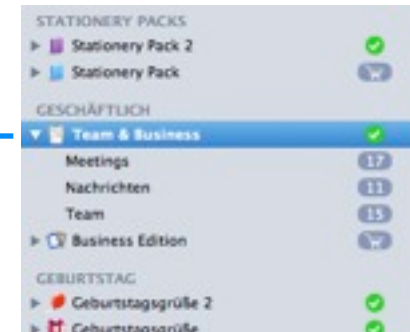 STATIONERY PACKS
Stationery Pack 2
Stationery Pack
GESCHÄFTLICH
Team & Business
Meetings 17
Nachrichten 11
Team 15
Business Edition
GEBURTSTAG
Geburtstagsgrüße 2
Geburtstagsgrüße